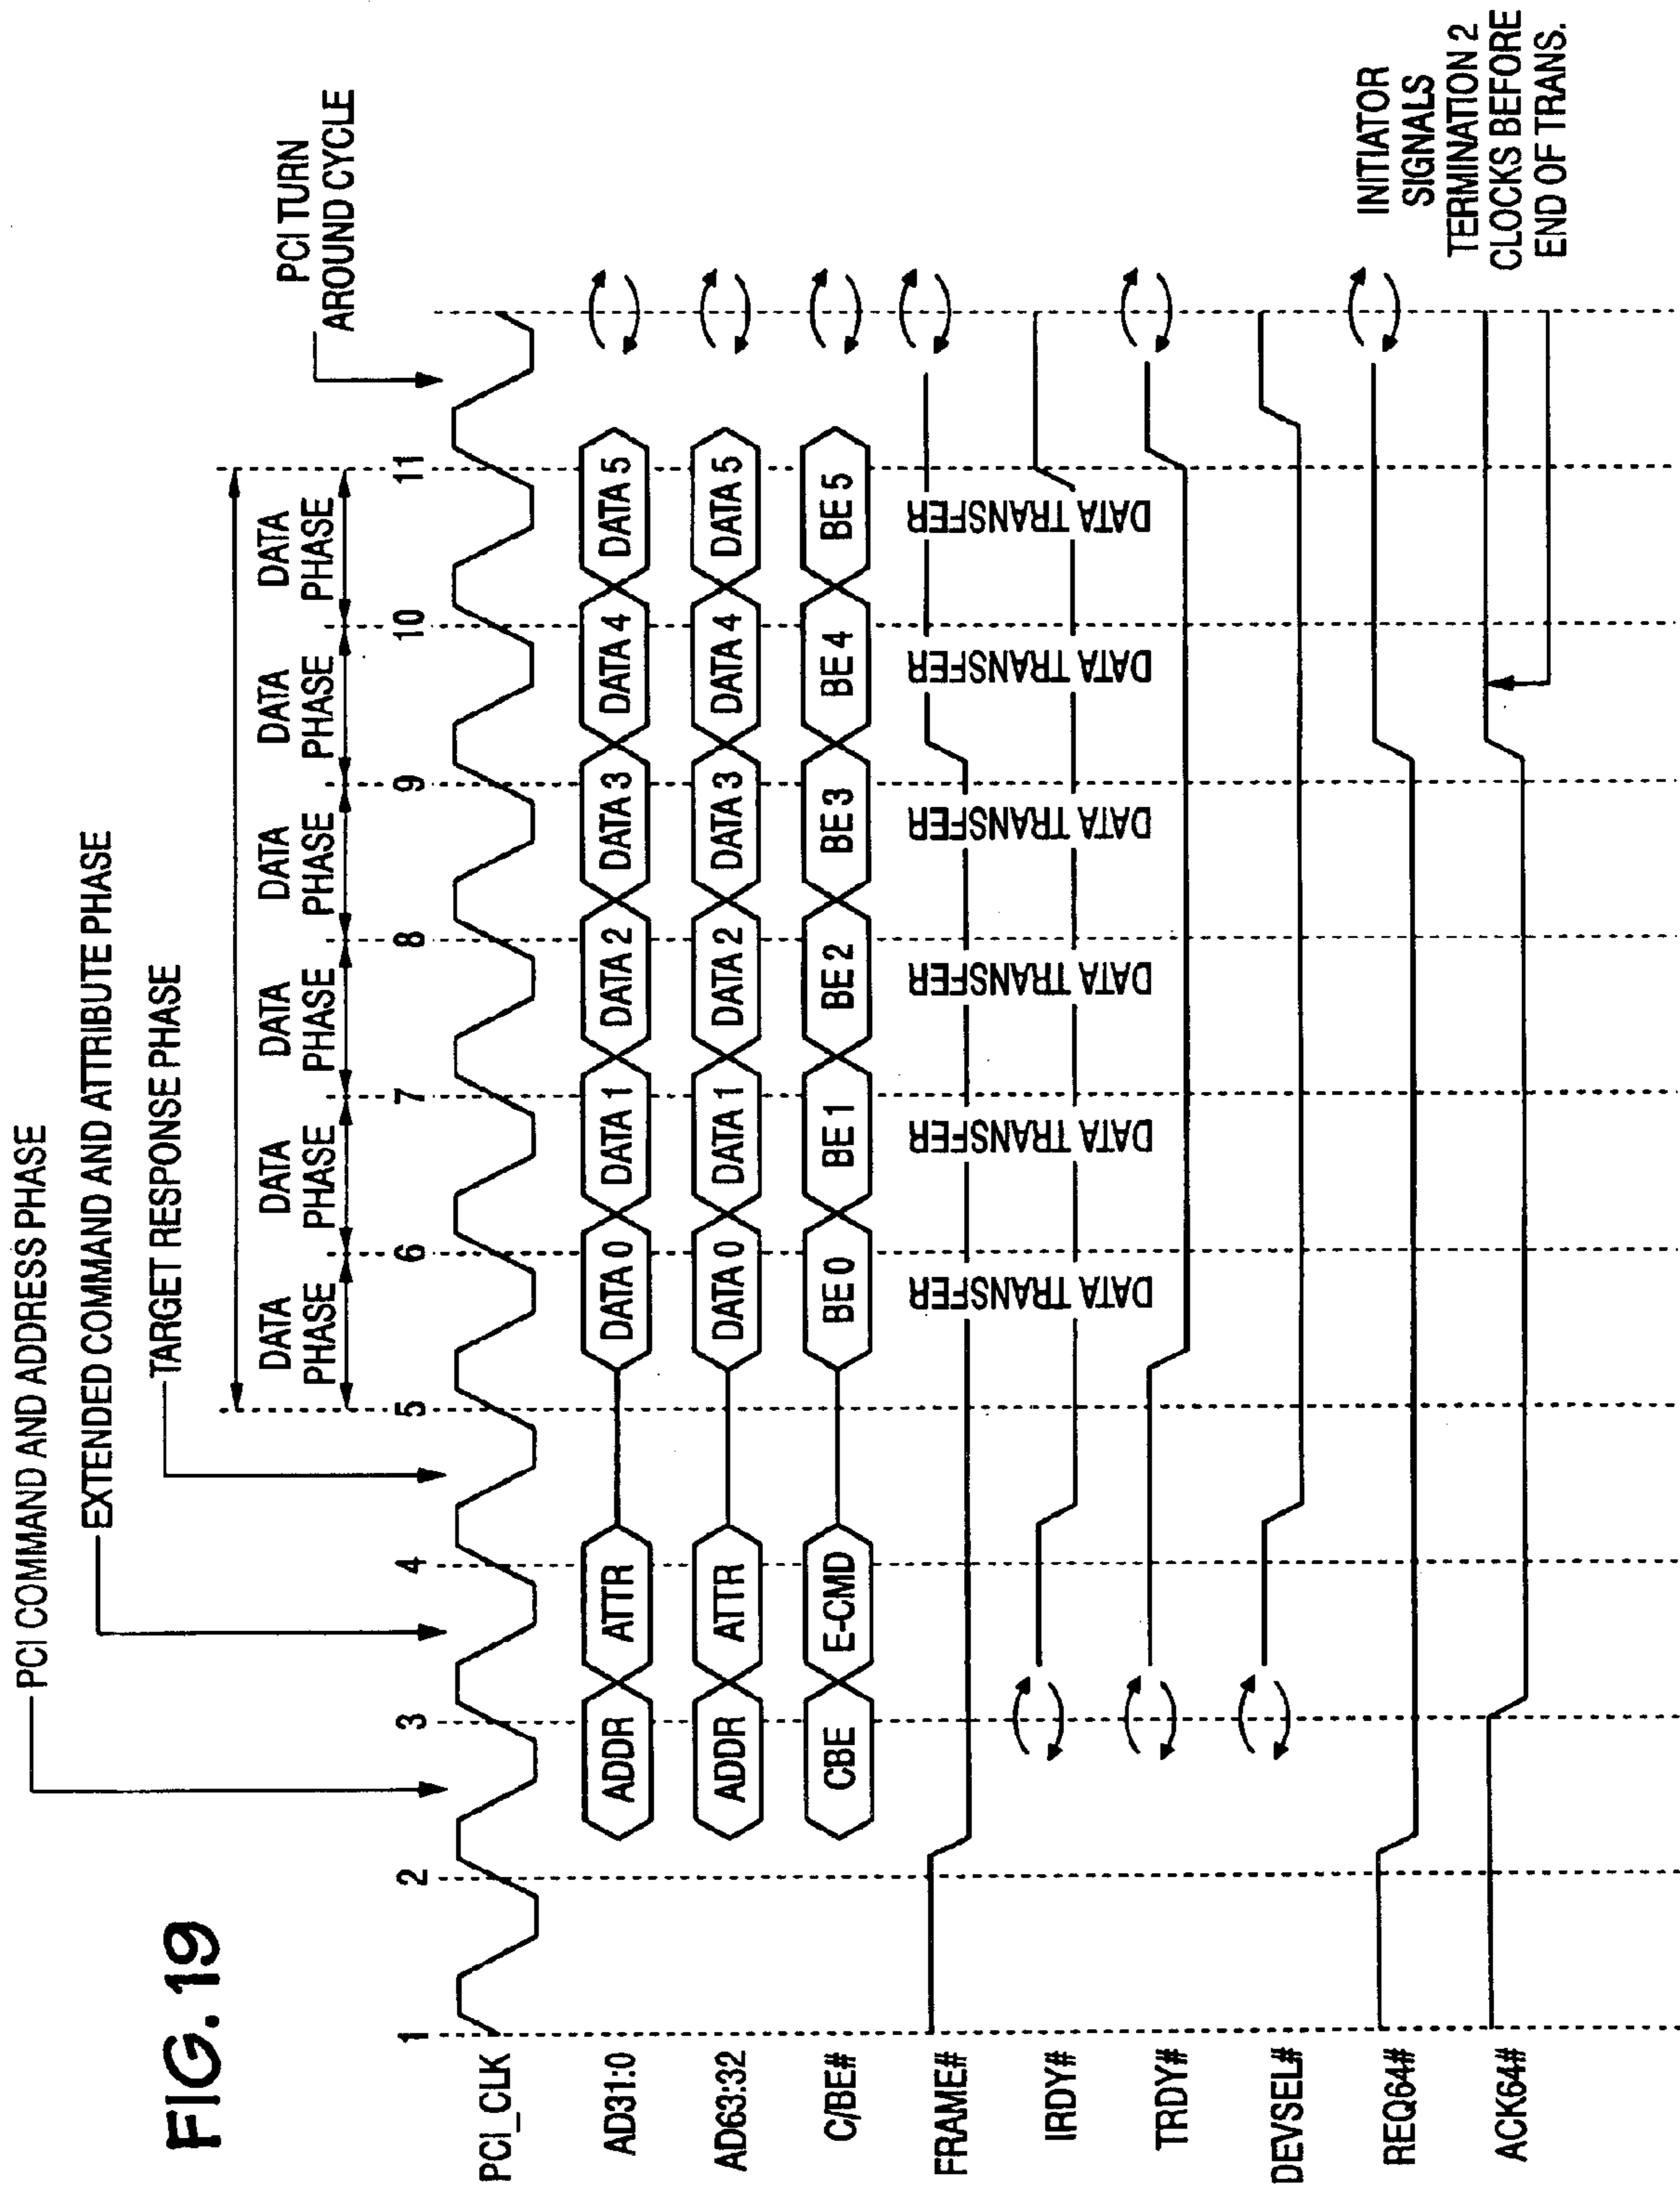 FIG. 19
PCI COMMAND AND ADDRESS PHASE
EXTENDED COMMAND AND ATTRIBUTE PHASE
TARGET RESPONSE PHASE
DATA PHASE
DATA PHASE
DATA PHASE
DATA PHASE
DATA PHASE
DATA PHASE
PCI TURN
AROUND CYCLE
1 2 3 4 5 6 7 8 9 10 11
PCI_CLK
AD31:0 ADDR ATTR DATA 0 DATA 1 DATA 2 DATA 3 DATA 4 DATA 5
AD63:32 ADDR ATTR DATA 0 DATA 1 DATA 2 DATA 3 DATA 4 DATA 5
C/BE# CBE E-CMD BE 0 BE 1 BE 2 BE 3 BE 4 BE 5
FRAME#
DATA TRANSFER
DATA TRANSFER
DATA TRANSFER
DATA TRANSFER
DATA TRANSFER
DATA TRANSFER
IRDY#
TRDY#
DEVSEL#
REQ64#
ACK64#
INITIATOR
SIGNALS
TERMINATION 2
CLOCKS BEFORE
END OF TRANS.